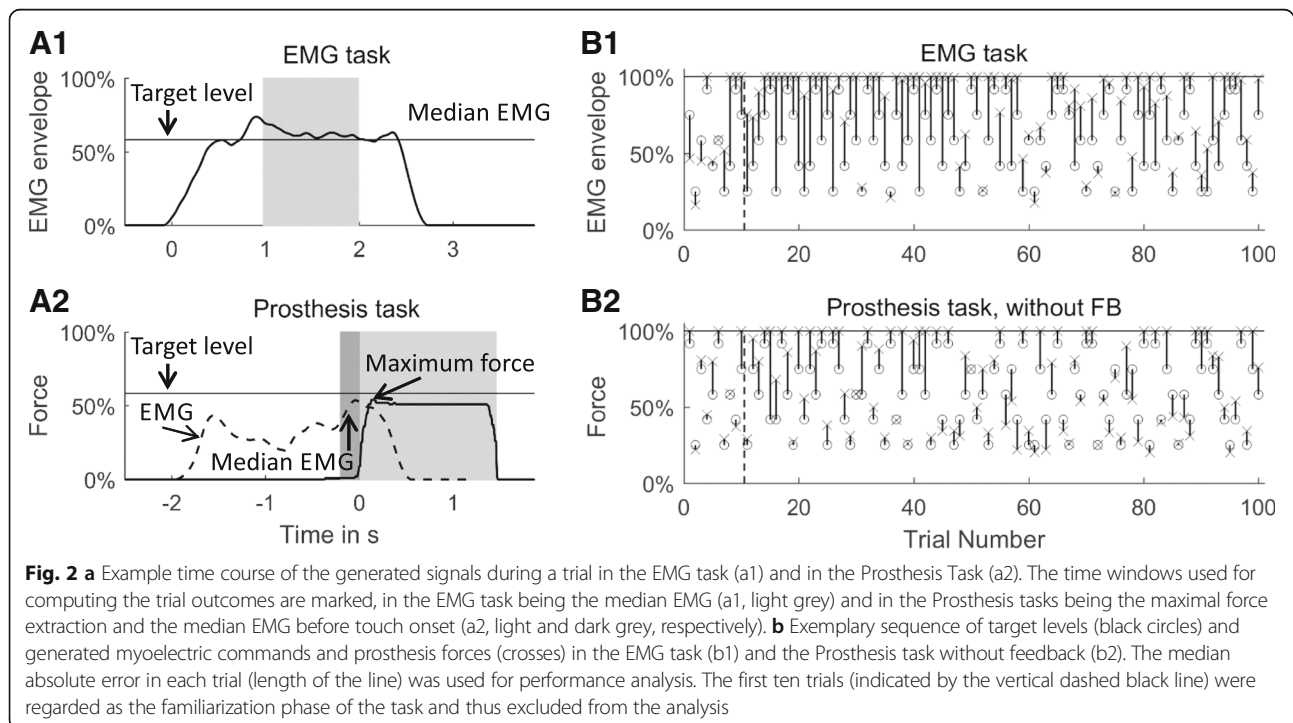 A1
EMG task
100%
Target level
Median EMG
50%
0%
EMG envelope
0 1 2 3
B1
EMG task
100%
50%
0%
EMG envelope
0 20 40 60 80 100
A2
Prosthesis task
100%
Target level
Maximum force
EMG
50%
Median EMG
0%
Force
-2 -1 0 1
Time in s
B2
Prosthesis task, without FB
100%
50%
0%
Force
0 20 40 60 80 100
Trial Number
Fig. 2 a Example time course of the generated signals during a trial in the EMG task (a1) and in the Prosthesis Task (a2). The time windows used for
computing the trial outcomes are marked, in the EMG task being the median EMG (a1, light grey) and in the Prosthesis tasks being the maximal force
extraction and the median EMG before touch onset (a2, light and dark grey, respectively). b Exemplary sequence of target levels (black circles) and
generated myoelectric commands and prosthesis forces (crosses) in the EMG task (b1) and the Prosthesis task without feedback (b2). The median
absolute error in each trial (length of the line) was used for performance analysis. The first ten trials (indicated by the vertical dashed black line) were
regarded as the familiarization phase of the task and thus excluded from the analysis